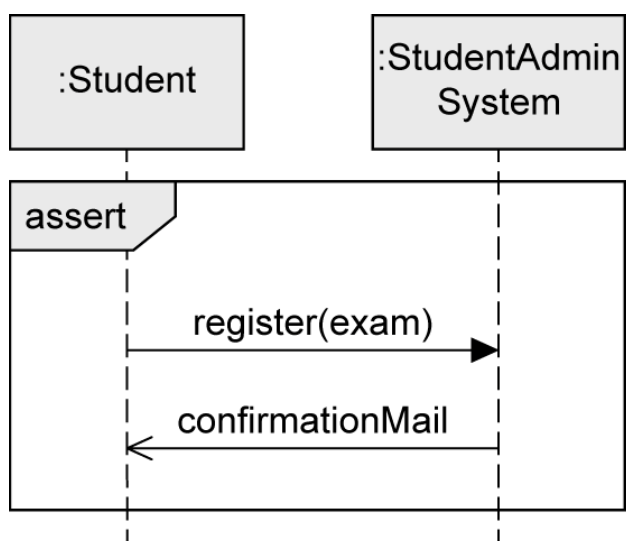 :Student
:StudentAdmin
System
assert
register(exam)
confirmationMail